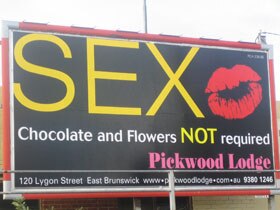 SEX
Chocolate and Flowers NOT required
Pickwood Lodge
120 Lygon Street East Brunswick www•pickwoodlodge•com•au 9380 1246